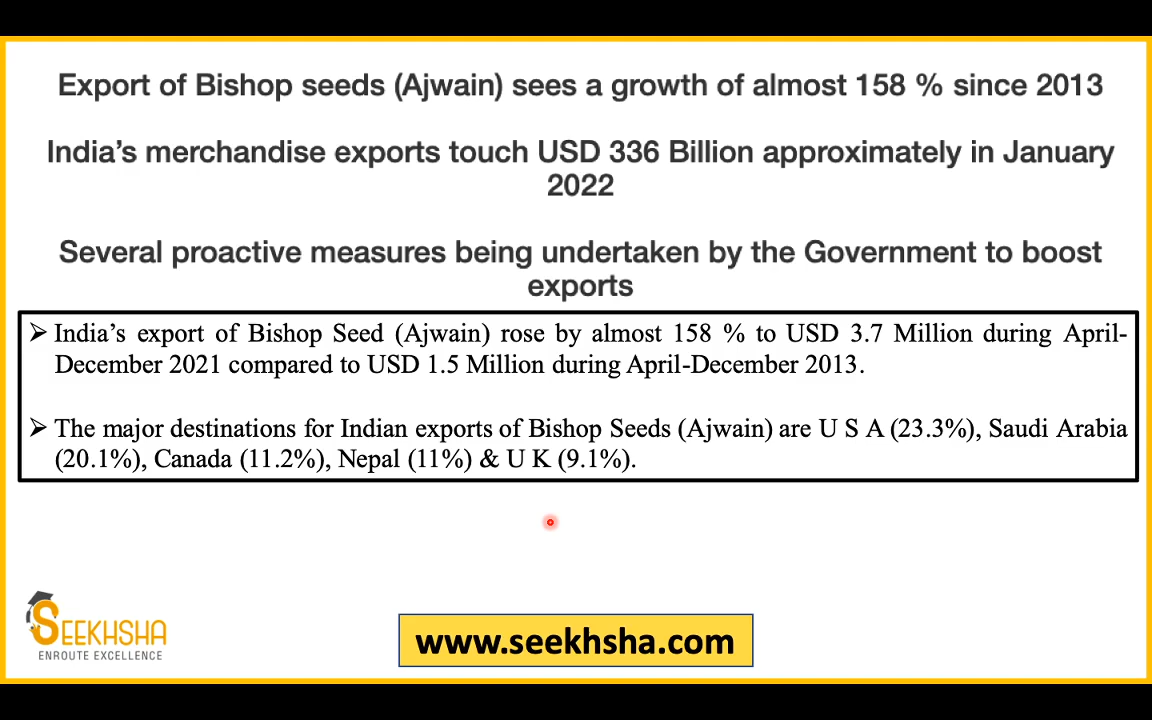 Export of Bishop seeds (Ajwain) sees a growth of almost 158 % since 2013
India's merchandise exports touch USD 336 Billion approximately in January
2022
Several proactive measures being undertaken by the Government to boost
exports
➢ India's export of Bishop Seed (Ajwain) rose by almost 158 % to USD 3.7 Million during April-
December 2021 compared to USD 1.5 Million during April-December 2013.
➢ The major destinations for Indian exports of Bishop Seeds (Ajwain) are U S A (23.3%), Saudi Arabia
(20.1%), Canada (11.2%), Nepal (11%) & U K (9.1%).
SEEKHSHA
ENROUTE EXCELLENCE
www.seekhsha.com